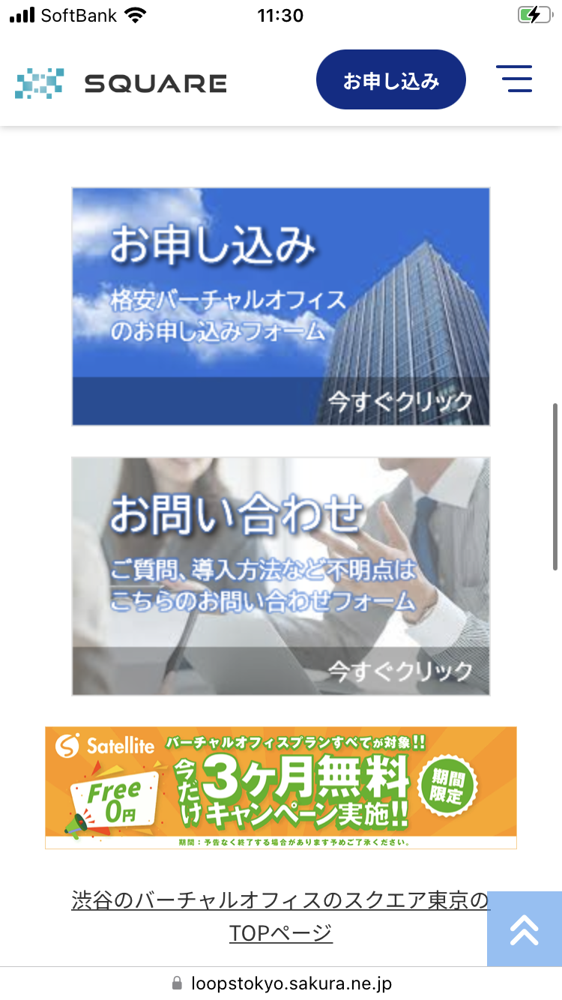 SoftBank 11:30
SQUARE
お申し込み
お申し込み
格安バーチャルオフィス
のお申し込みフォーム
今すぐクリック
お問い合わせ
ご質問、導入方法など不明点は
こちらのお問い合わせフォーム
今すぐクリック
Satellite
バーチャルオフィスプランすべてが対象!!
Free
0円
今だけ
3ヶ月無料
キャンペーン実施!!
期間
限定
期間：予告なく終了する場合があります予めご了承ください。
渋谷のバーチャルオフィスのスクエア東京の
TOPページ
loopstokyo.sakura.ne.jp